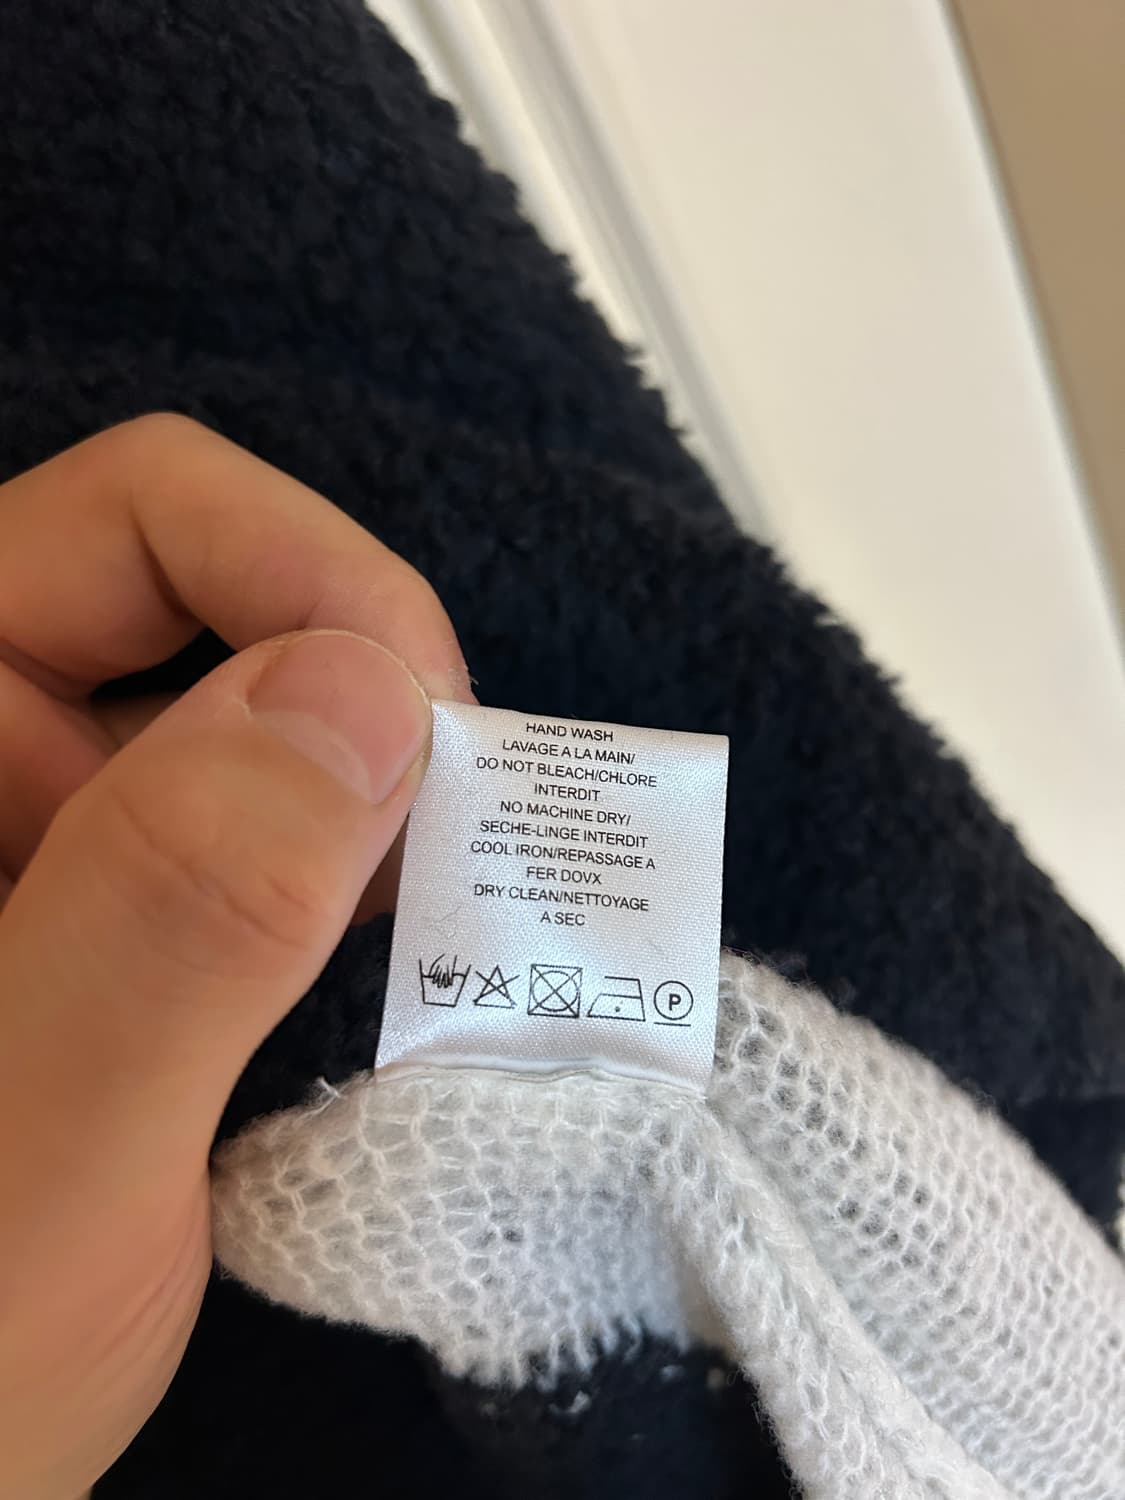 HAND WASH
LAVAGE A LA MAIN/
DO NOT BLEACH/CHLORE
INTERDIT
NO MACHINE DRY/
SECHE-LINGE INTERDIT
COOL IRON/REPASSAGE A
FER DOVX
DRY CLEAN/NETTOYAGE
A SEC
P